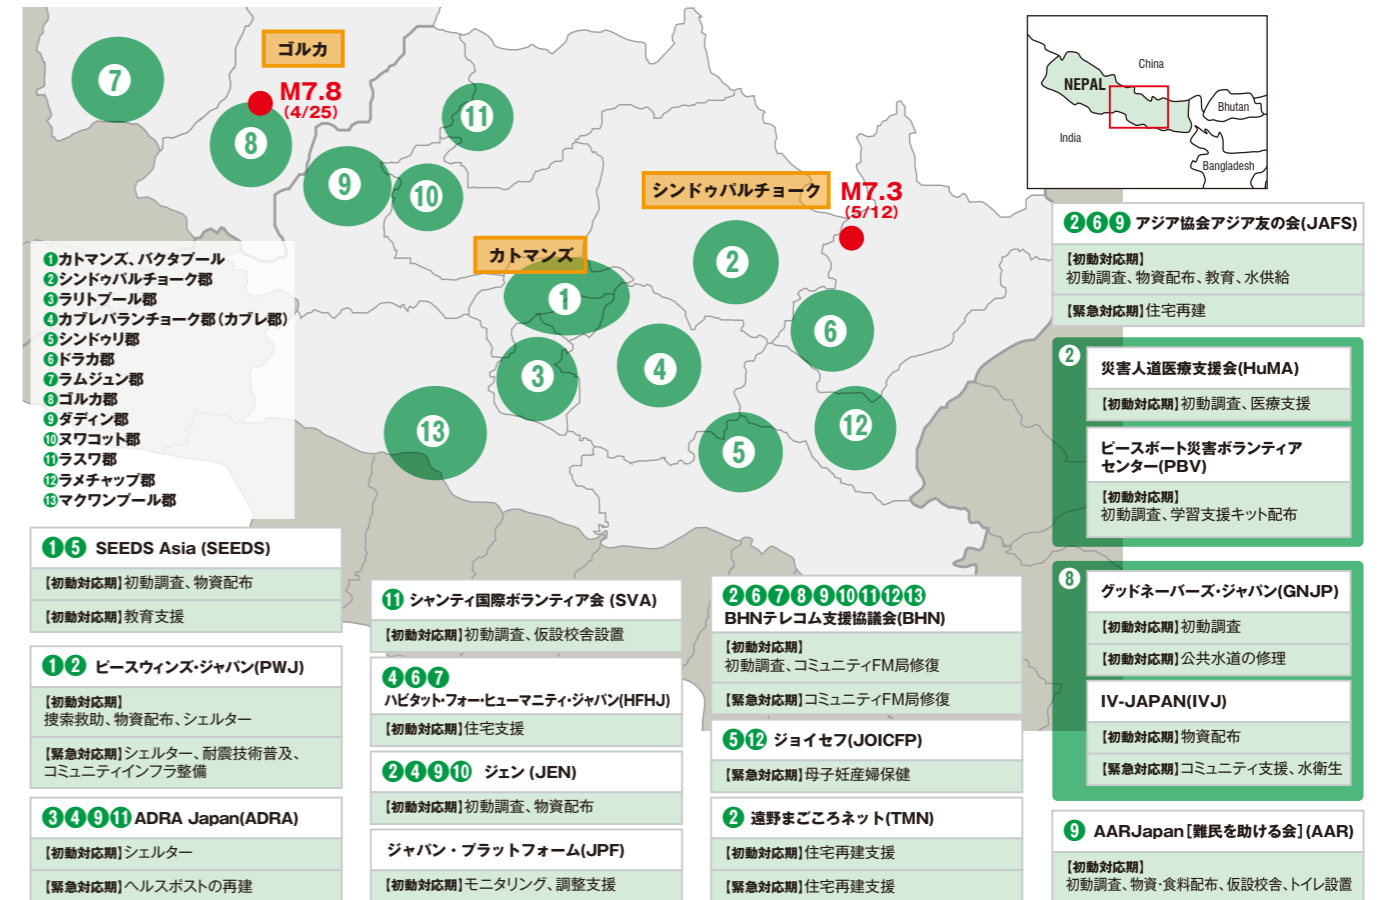 ゴルカ
M7.8
(4/25)
シンドゥパルチョーク
M7.3
(5/12)
カトマンズ
7
8
9
10
11
1
2
3
4
5
6
12
13
China
NEPAL
India
Bhutan
Bangladesh
❶カトマンズ、バクタプール
❷シンドゥパルチョーク郡
❸ラリトプール郡
❹カブレパランチョーク郡(カブレ郡)
❺シンドゥリ郡
❻ドラカ郡
❼ラムジュン郡
❽ゴルカ郡
❾ダディン郡
❿ヌワコット郡
⓫ラスワ郡
⓬ラメチャップ郡
⓭マクワンプール郡
❶❺ SEEDS Asia (SEEDS)
【初動対応期】初動調査、物資配布
【初動対応期】教育支援
❶❷ ピースウィンズ・ジャパン(PWJ)
【初動対応期】
捜索救助、物資配布、シェルター
【緊急対応期】シェルター、耐震技術普及、
コミュニティインフラ整備
❸❹❾⓫ ADRA Japan(ADRA)
【初動対応期】シェルター
【緊急対応期】ヘルスポストの再建
⓫ シャンティ国際ボランティア会 (SVA)
【初動対応期】初動調査、仮設校舎設置
❹❻❼
ハビタット・フォー・ヒューマニティ・ジャパン(HFHJ)
【初動対応期】住宅支援
❷❹❾❿ ジェン (JEN)
【初動対応期】初動調査、物資配布
ジャパン・プラットフォーム(JPF)
【初動対応期】モニタリング、調整支援
❷❻❼❽❾❿⓫⓬⓭
BHNテレコム支援協議会(BHN)
【初動対応期】
初動調査、コミュニティFM局修復
【緊急対応期】コミュニティFM局修復
❺⓬ ジョイセフ(JOICFP)
【緊急対応期】母子妊産婦保健
❷ 遠野まごころネット(TMN)
【初動対応期】住宅再建支援
【緊急対応期】住宅再建支援
❷❻❾ アジア協会アジア友の会(JAFS)
【初動対応期】
初動調査、物資配布、教育、水供給
【緊急対応期】住宅再建
❷
災害人道医療支援会(HuMA)
【初動対応期】初動調査、医療支援
ピースボート災害ボランティア
センター(PBV)
【初動対応期】
初動調査、学習支援キット配布
❽
グッドネーバーズ・ジャパン(GNJP)
【初動対応期】初動調査
【初動対応期】公共水道の修理
IV-JAPAN(IVJ)
【初動対応期】物資配布
【緊急対応期】コミュニティ支援、水衛生
❾ AARJapan［難民を助ける会］(AAR)
【初動対応期】
初動調査、物資・食料配布、仮設校舎、トイレ設置